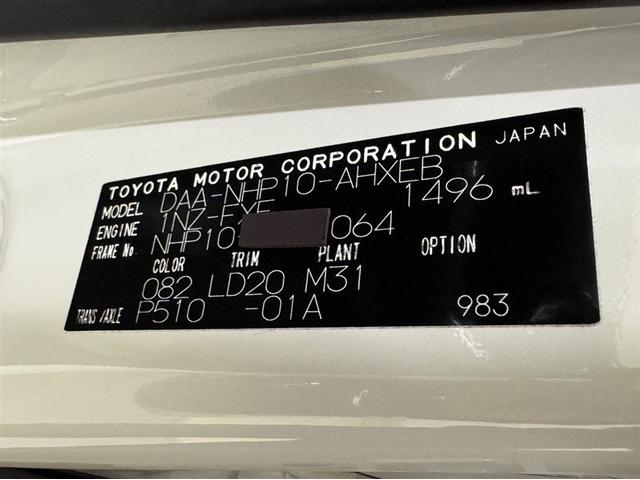 TOYOTA MOTOR CORPORATION JAPAN
MODEL DAA-NHP10-AHXEB
ENGINE 1NZ-FXE 1496 mL
FRAME No. NHP10- 064
COLOR TRIM PLANT OPTION
082 LD20 M31
TRANS/AXLE P510 -01A 983